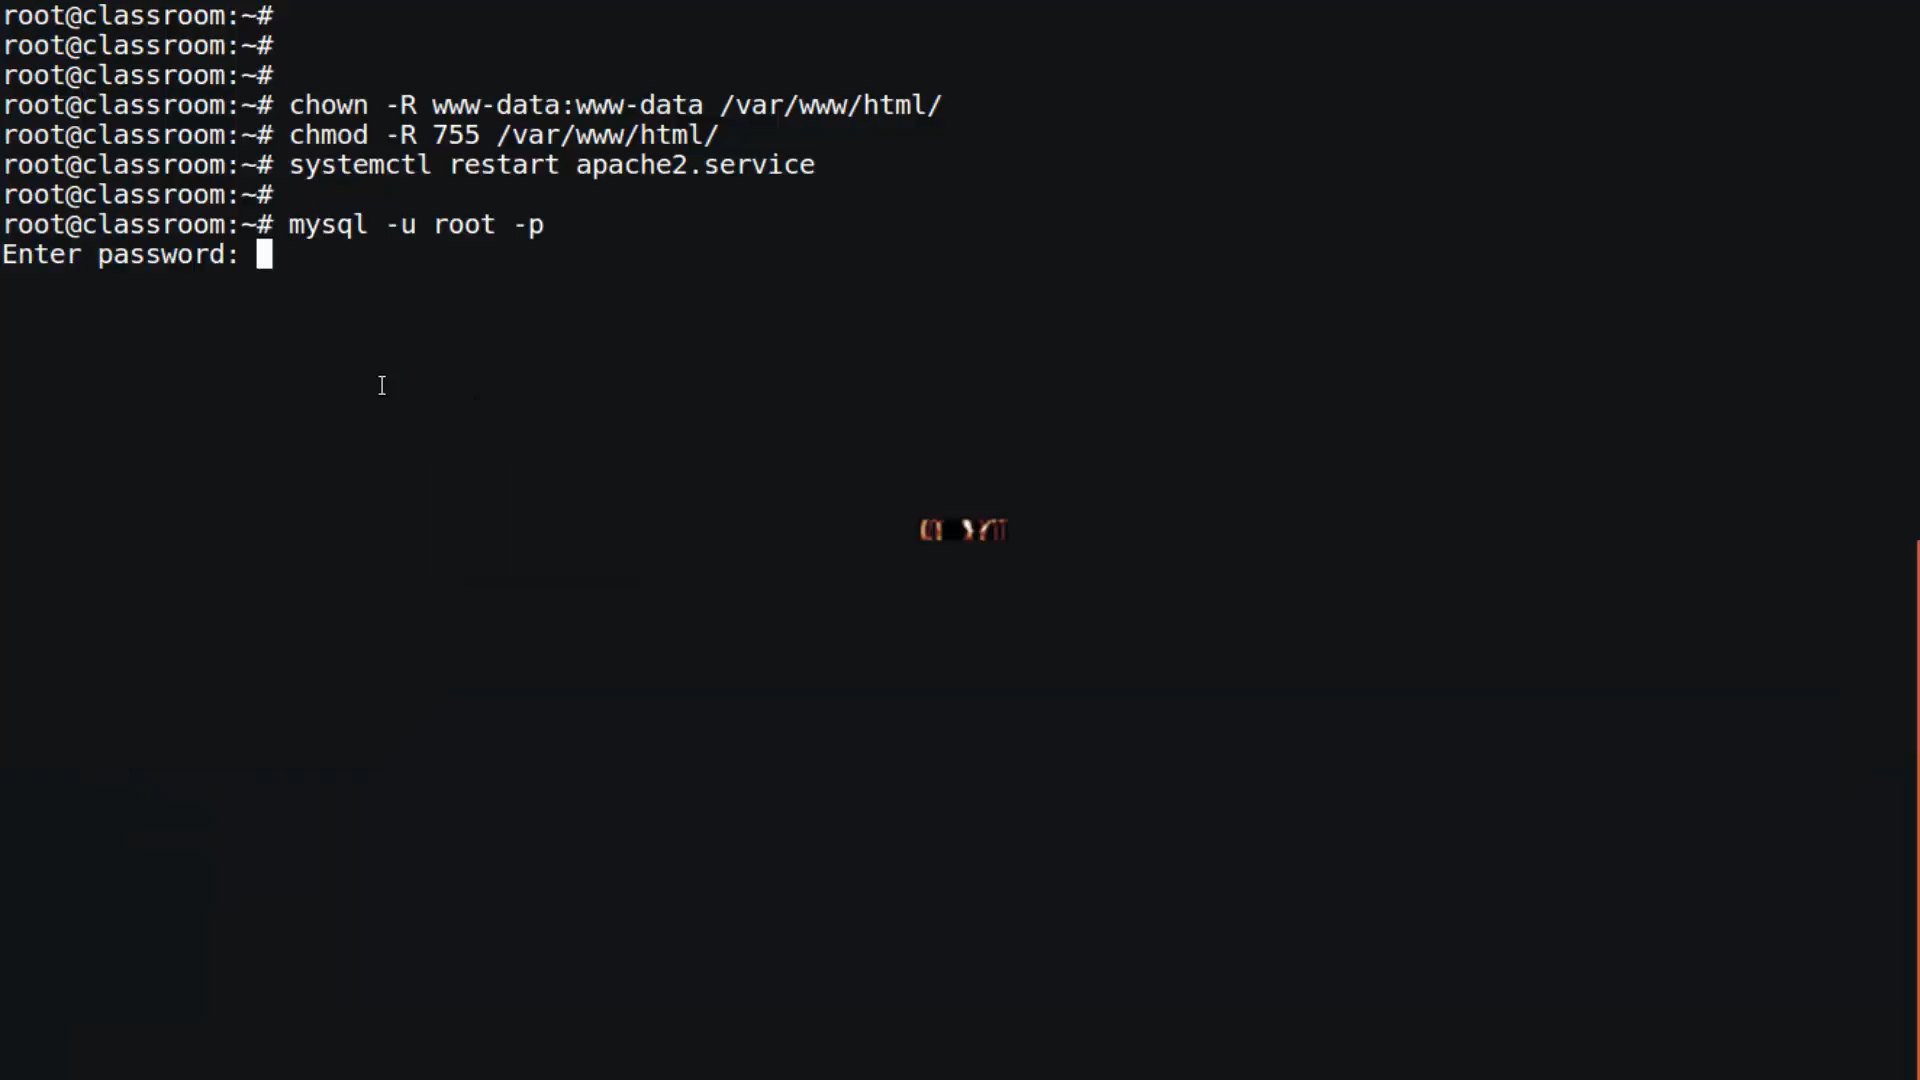 root@classroom:~#
root@classroom:~#
root@classroom:~#
root@classroom:~# chown -R www-data:www-data /var/www/html/
root@classroom:~# chmod -R 755 /var/www/html/
root@classroom:~# systemctl restart apache2.service
root@classroom:~#
root@classroom:~# mysql -u root -p
Enter password: